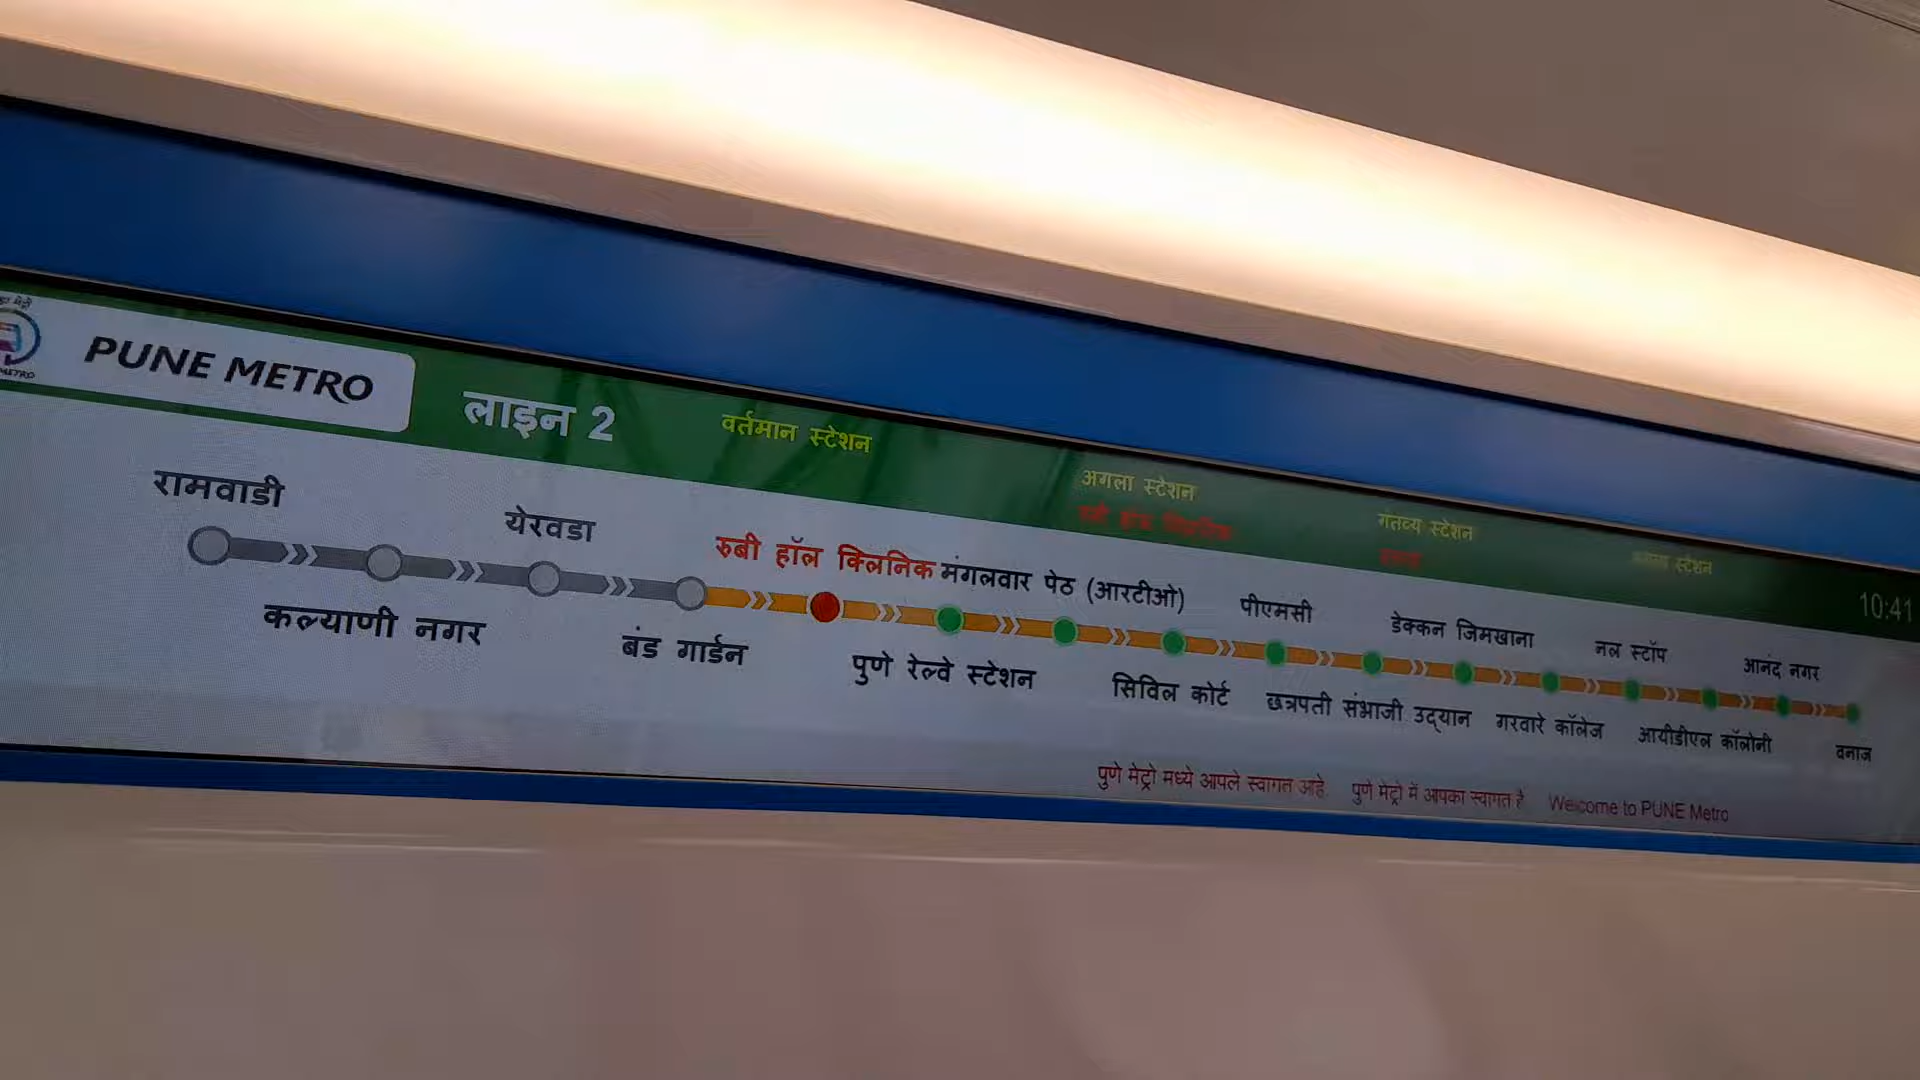 PUNE METRO
लाइन 2
वर्तमान स्टेशन
अगला स्टेशन
रुबी हॉल क्लिनिक
गंतव्य स्टेशन
स्टेशन
10:41
रामवाडी
येरवडा
रुबी हॉल क्लिनिक
मंगलवार पेठ (आरटीओ)
पीएमसी
डेक्कन जिमखाना
नल स्टॉप
आनंद नगर
कल्याणी नगर
बंड गार्डन
पुणे रेल्वे स्टेशन
सिविल कोर्ट
छत्रपती संभाजी उद्यान
गरवारे कॉलेज
आयीडीएल कॉलोनी
वनाज
पुणे मेट्रो मध्ये आपले स्वागत आहे पुणे मेट्रो में आपका स्वागत है Welcome to PUNE Metro